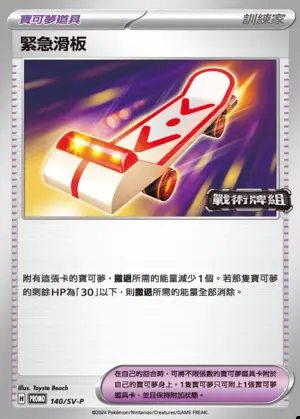 寶可夢道具
訓練家
緊急滑板
戰術牌組
附有這張卡的寶可夢，撤退所需的能量減少1個。若那隻寶可夢
的剩餘HP為「30」以下，則撤退所需的能量全部消除。
在自己的回合時，可將不限張數的寶可夢道具卡附於
自己的寶可夢身上。1隻寶可夢只可附上1張寶可夢
道具，並且保持附加狀態。
illus. Toyste Beach
H PROMO 140/SV-P
©2024 Pokémon/Nintendo/Creatures/GAME FREAK.